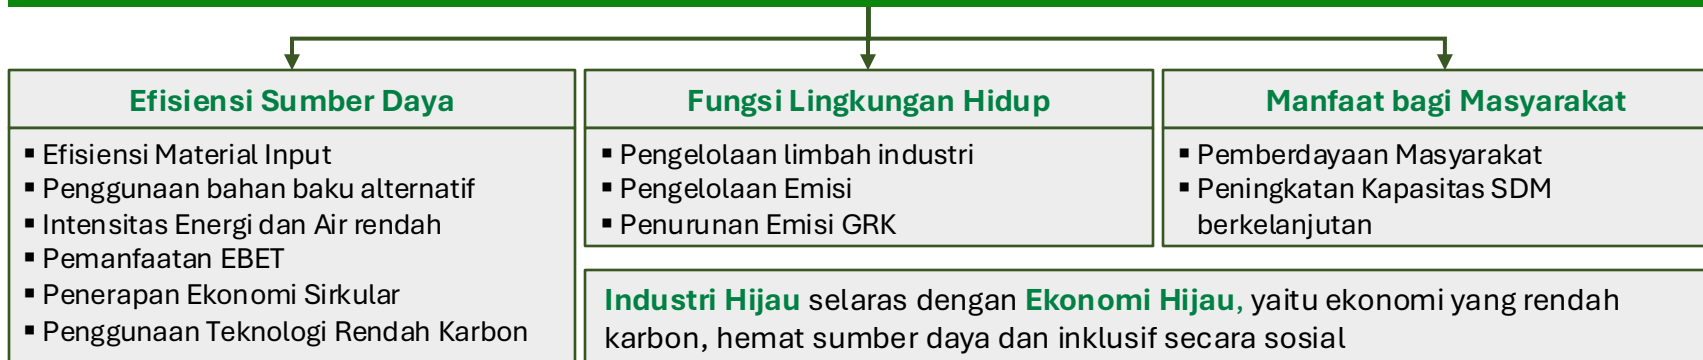 Efisiensi Sumber Daya
▪ Efisiensi Material Input
▪ Penggunaan bahan baku alternatif
▪ Intensitas Energi dan Air rendah
▪ Pemanfaatan EBET
▪ Penerapan Ekonomi Sirkular
▪ Penggunaan Teknologi Rendah Karbon
Fungsi Lingkungan Hidup
▪ Pengelolaan limbah industri
▪ Pengelolaan Emisi
▪ Penurunan Emisi GRK
Manfaat bagi Masyarakat
▪ Pemberdayaan Masyarakat
▪ Peningkatan Kapasitas SDM
berkelanjutan
Industri Hijau selaras dengan Ekonomi Hijau, yaitu ekonomi yang rendah
karbon, hemat sumber daya dan inklusif secara sosial